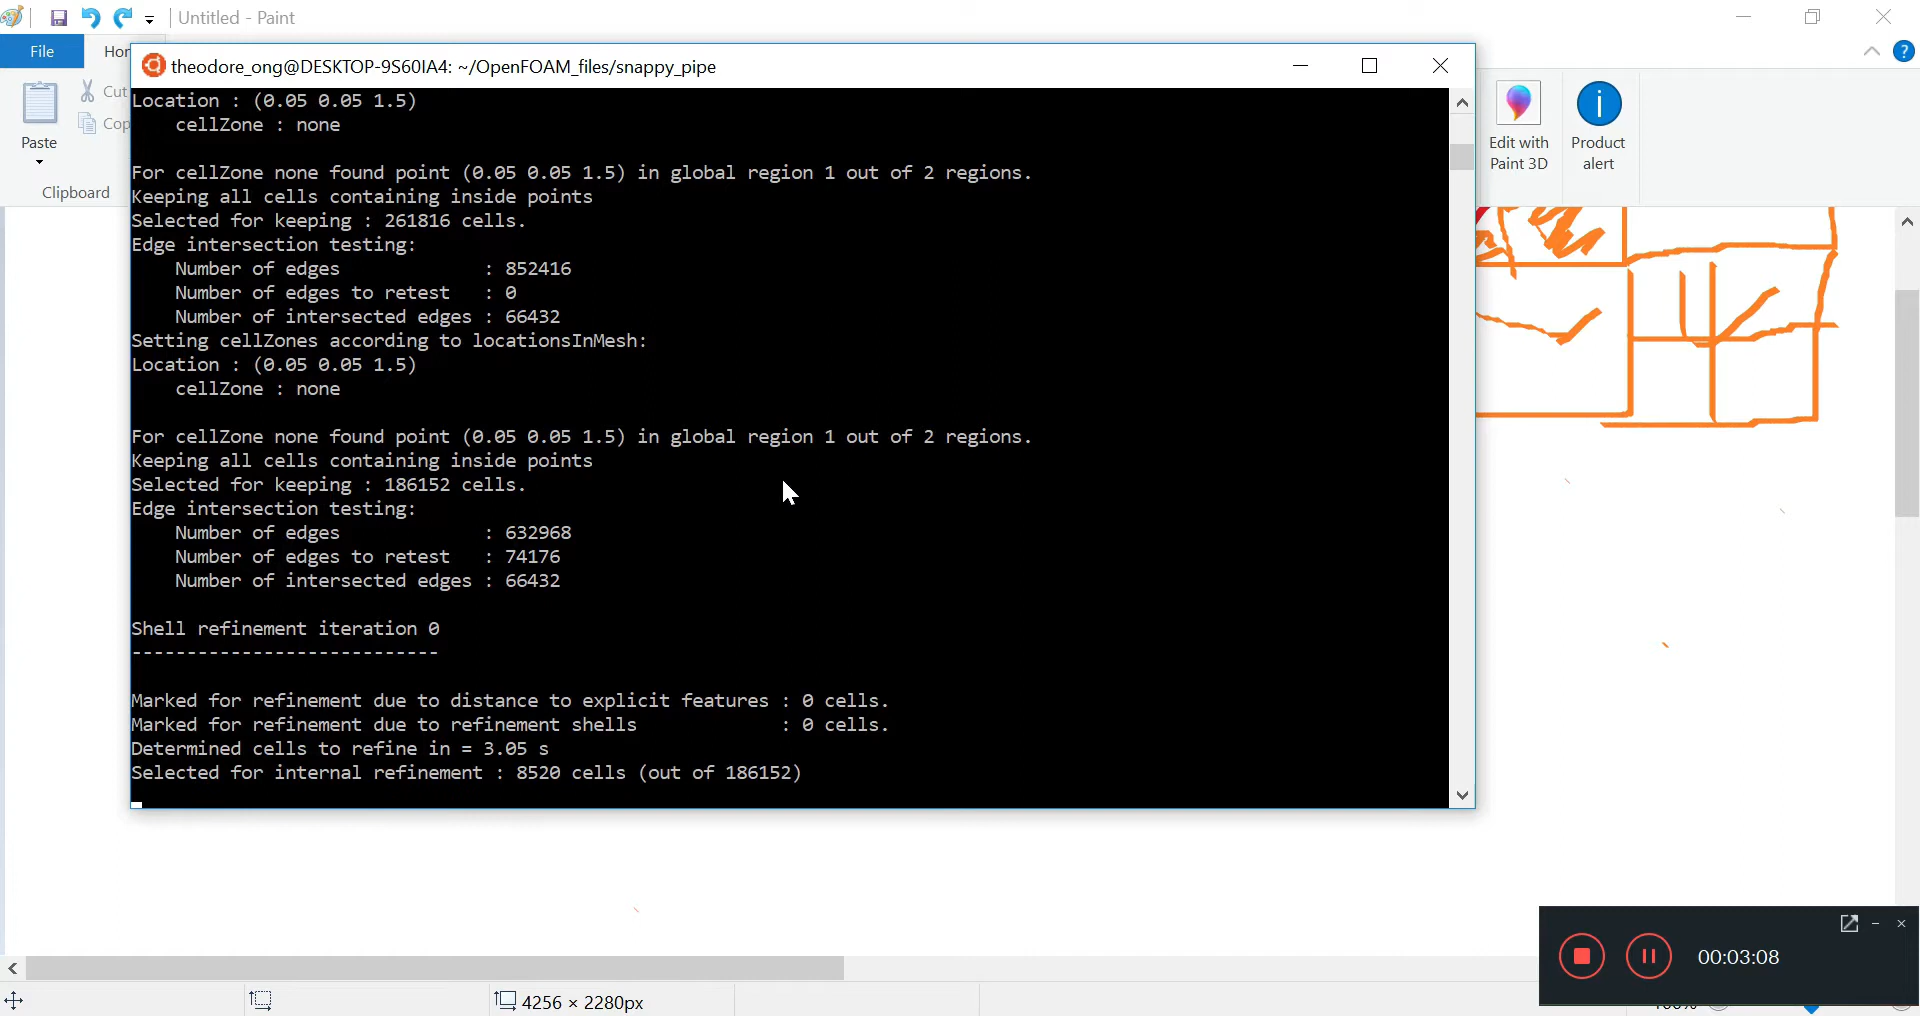 Untitled - Paint
File
Hor
theodore_ong@DESKTOP-9S60IA4: ~/OpenFOAM_files/snappy_pipe
Cut
Cop
Paste
Clipboard
Edit with
Paint 3D
Product
alert
Location : (0.05 0.05 1.5)
    cellZone : none
For cellZone none found point (0.05 0.05 1.5) in global region 1 out of 2 regions.
Keeping all cells containing inside points
Selected for keeping : 261816 cells.
Edge intersection testing:
    Number of edges             : 852416
    Number of edges to retest   : 0
    Number of intersected edges : 66432
Setting cellZones according to locationsInMesh:
Location : (0.05 0.05 1.5)
    cellZone : none
For cellZone none found point (0.05 0.05 1.5) in global region 1 out of 2 regions.
Keeping all cells containing inside points
Selected for keeping : 186152 cells.
Edge intersection testing:
    Number of edges             : 632968
    Number of edges to retest   : 74176
    Number of intersected edges : 66432
Shell refinement iteration 0
----------------------------
Marked for refinement due to distance to explicit features : 0 cells.
Marked for refinement due to refinement shells             : 0 cells.
Determined cells to refine in = 3.05 s
Selected for internal refinement : 8520 cells (out of 186152)
00:03:08
4256 × 2280px